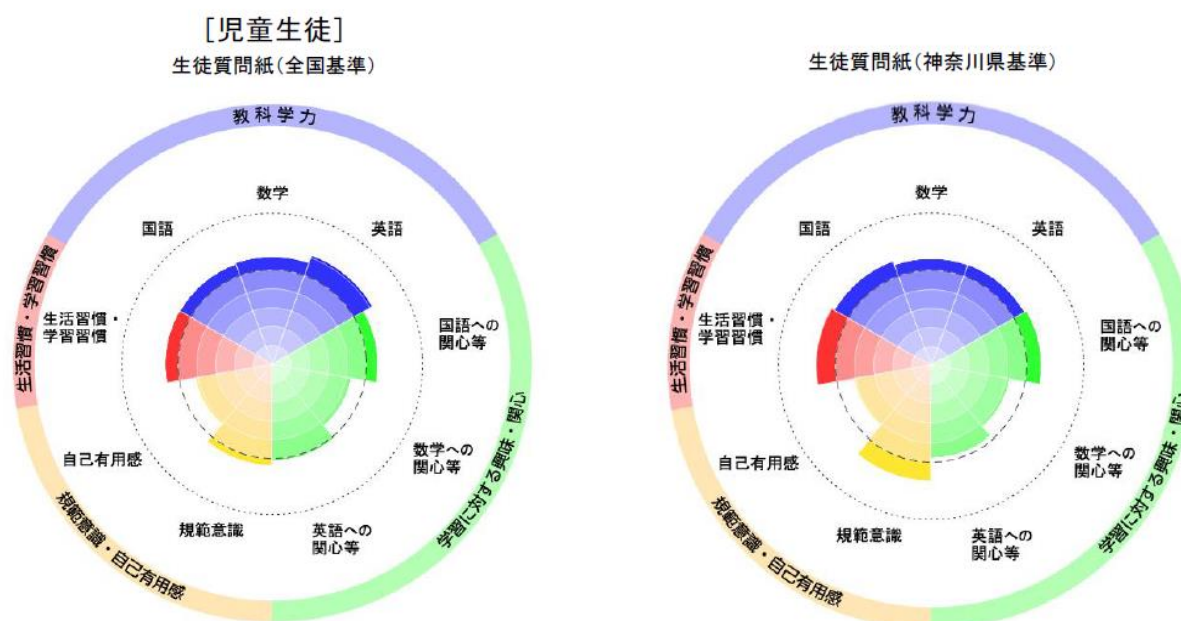 [児童生徒]
生徒質問紙(全国基準)
教科学力
数学
国語
英語
生活習慣・学習習慣
生活習慣・
学習習慣
国語への
関心等
自己有用感
数学への
関心等
規範意識
英語への
関心等
規範意識・自己有用感
学習に対する興味・関心
生徒質問紙(神奈川県基準)
教科学力
数学
国語
英語
生活習慣・学習習慣
生活習慣・
学習習慣
国語への
関心等
自己有用感
数学への
関心等
規範意識
英語への
関心等
規範意識・自己有用感
学習に対する興味・関心